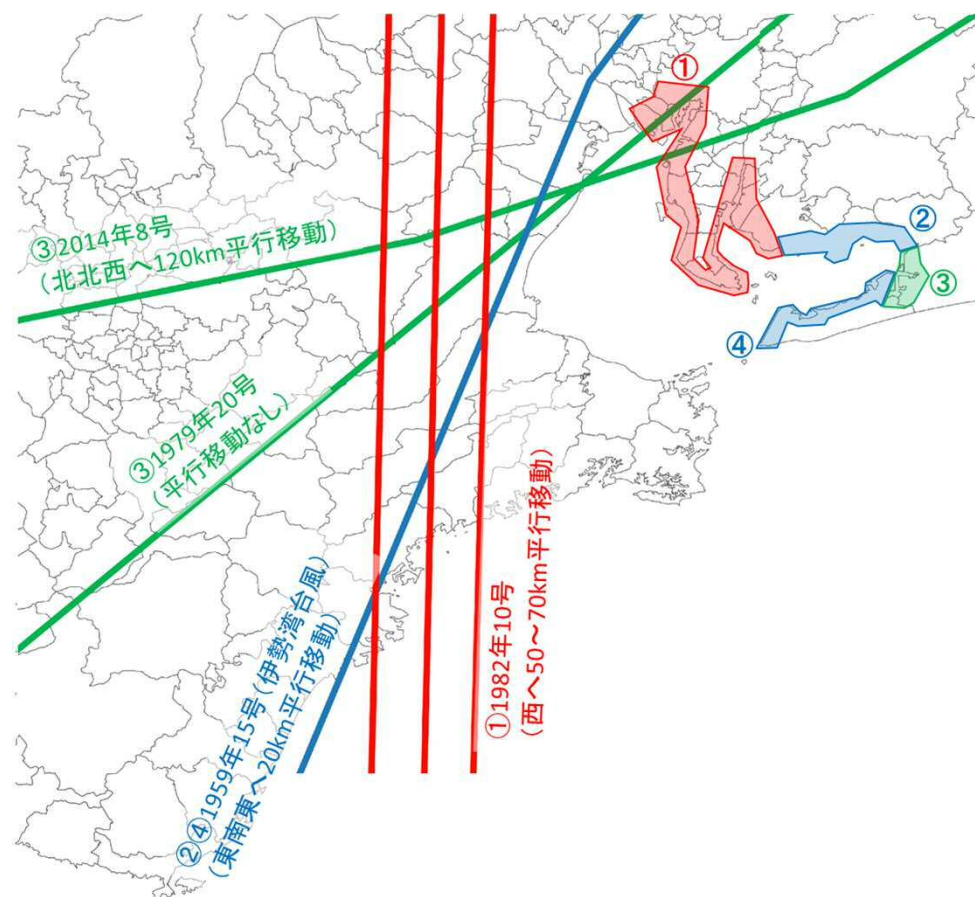 ①
②
③2014年8号
(北北西へ120km平行移動)
③
④
③1979年20号
(平行移動なし)
①1982年10号
(西へ50～70km平行移動)
②④1959年15号(伊勢湾台風)
(東南東へ20km平行移動)